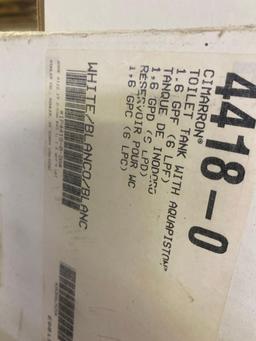 4418-0
CIMARRON®
TOILET TANK WITH AQUAPISTON
1.6 GPF (6 LPF)
TANQUE DE INODORO
1,6 GPD (6 LPD)
RÉSERVOIR POUR WC
1,6 GPC (6 LPC)
WHITE/BLANCO/BLANC